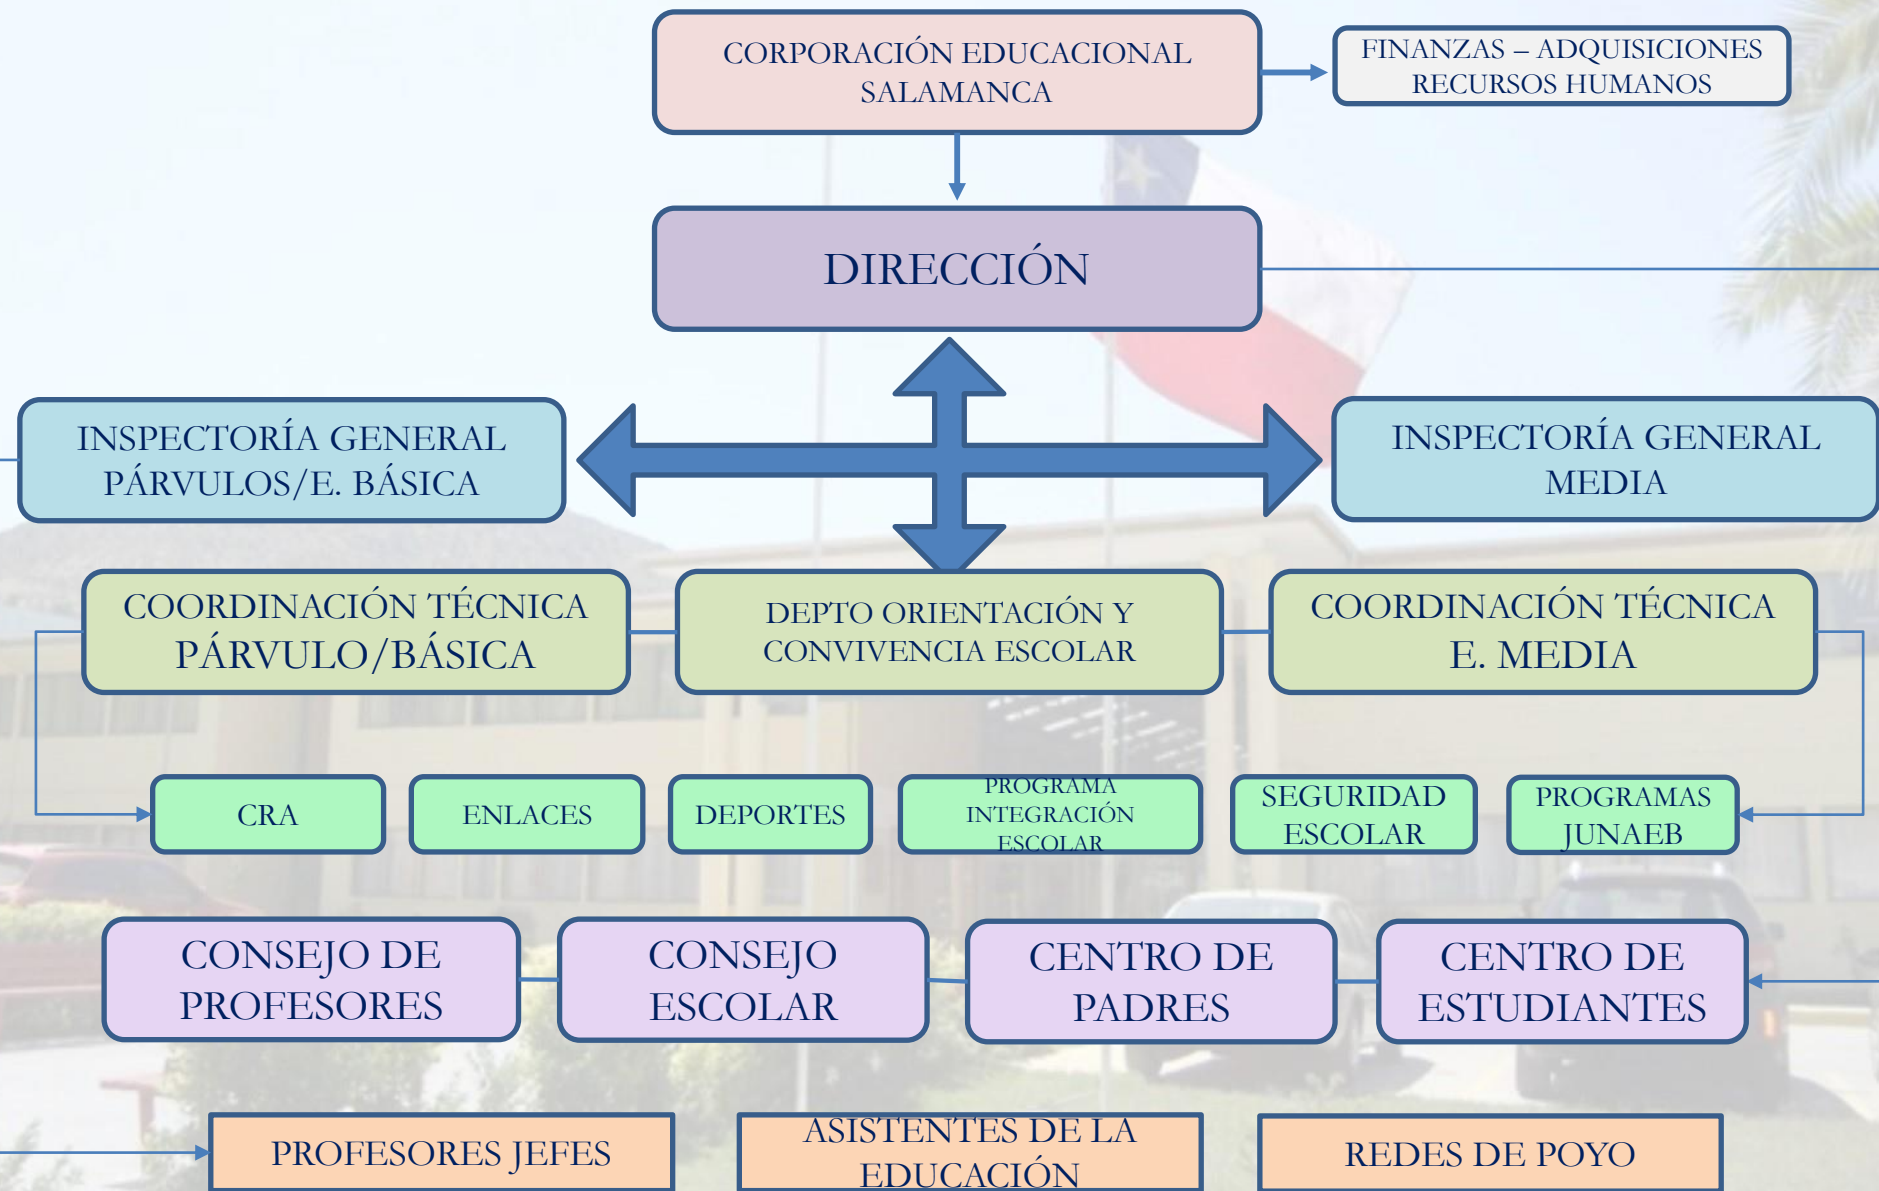 CORPORACIÓN EDUCACIONAL
SALAMANCA
FINANZAS – ADQUISICIONES
RECURSOS HUMANOS
DIRECCIÓN
INSPECTORÍA GENERAL
PÁRVULOS/E. BÁSICA
INSPECTORÍA GENERAL
MEDIA
COORDINACIÓN TÉCNICA
PÁRVULO/BÁSICA
DEPTO ORIENTACIÓN Y
CONVIVENCIA ESCOLAR
COORDINACIÓN TÉCNICA
E. MEDIA
CRA
ENLACES
DEPORTES
PROGRAMA
INTEGRACIÓN
ESCOLAR
SEGURIDAD
ESCOLAR
PROGRAMAS
JUNAEB
CONSEJO DE
PROFESORES
CONSEJO
ESCOLAR
CENTRO DE
PADRES
CENTRO DE
ESTUDIANTES
PROFESORES JEFES
ASISTENTES DE LA
EDUCACIÓN
REDES DE POYO